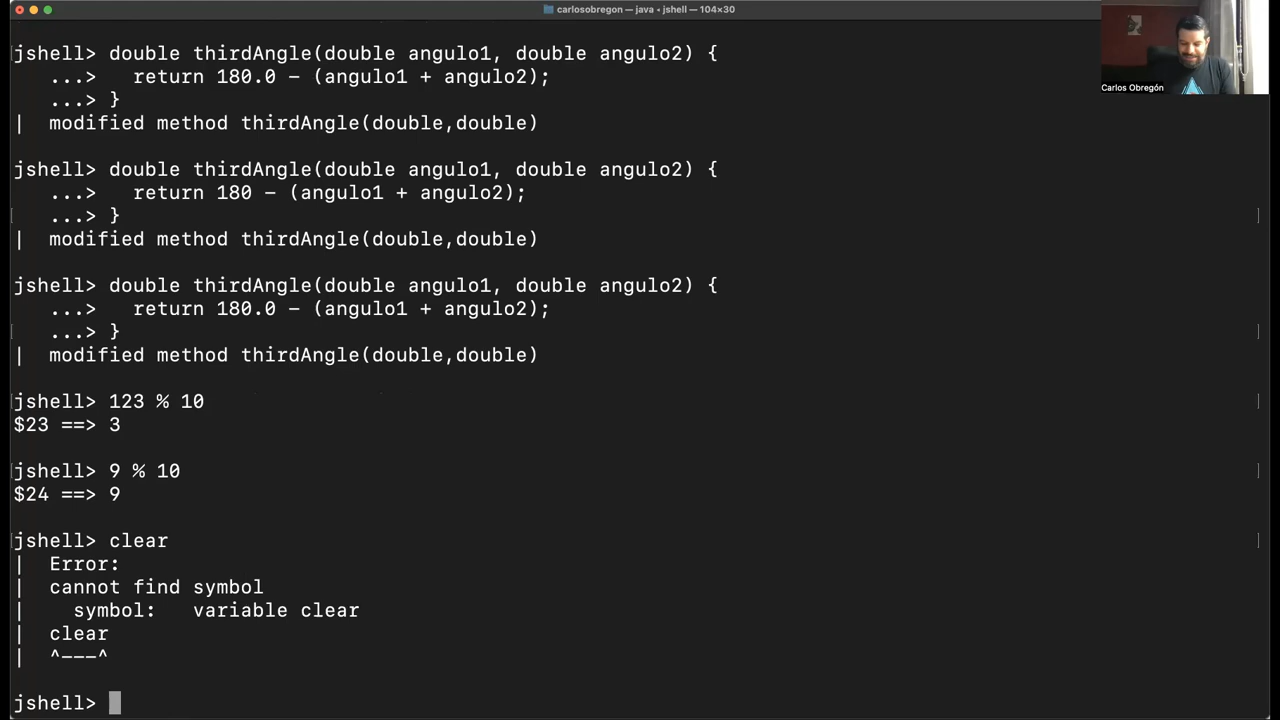 carlosobregon — java ◂ jshell — 104×30
Carlos Obregón
jshell> double thirdAngle(double angulo1, double angulo2) {
...>   return 180.0 - (angulo1 + angulo2);
...> }
|  modified method thirdAngle(double,double)
jshell> double thirdAngle(double angulo1, double angulo2) {
...>   return 180 - (angulo1 + angulo2);
...> }
|  modified method thirdAngle(double,double)
jshell> double thirdAngle(double angulo1, double angulo2) {
...>   return 180.0 - (angulo1 + angulo2);
...> }
|  modified method thirdAngle(double,double)
jshell> 123 % 10
$23 ==> 3
jshell> 9 % 10
$24 ==> 9
jshell> clear
|  Error:
|  cannot find symbol
|    symbol:   variable clear
|  clear
|  ^---^
jshell>